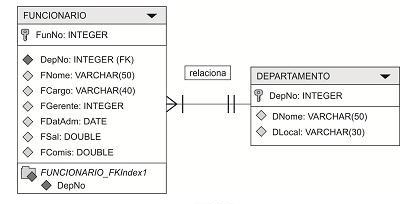 FUNCIONARIO
FunNo: INTEGER
DepNo: INTEGER (FK)
FNome: VARCHAR(50)
FCargo: VARCHAR(40)
FGerente: INTEGER
FDatAdm: DATE
FSal: DOUBLE
FComis: DOUBLE
FUNCIONARIO_FKIndex1
DepNo
relaciona
DEPARTAMENTO
DepNo: INTEGER
DNome: VARCHAR(50)
DLocal: VARCHAR(30)